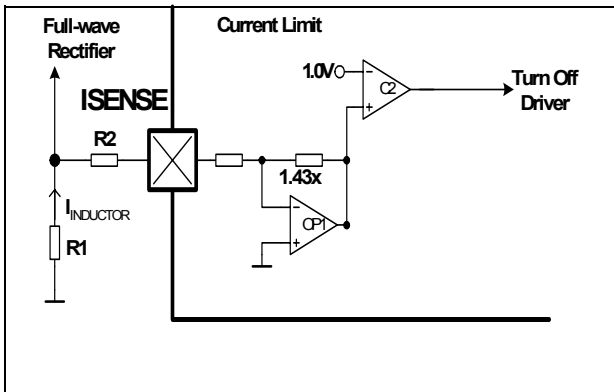 Full-wave
Rectifier
Current Limit
ISENSE
1.0V
−
+
C2
Turn Off
Driver
R2
1.43x
I INDUCTOR
−
+
OP1
R1